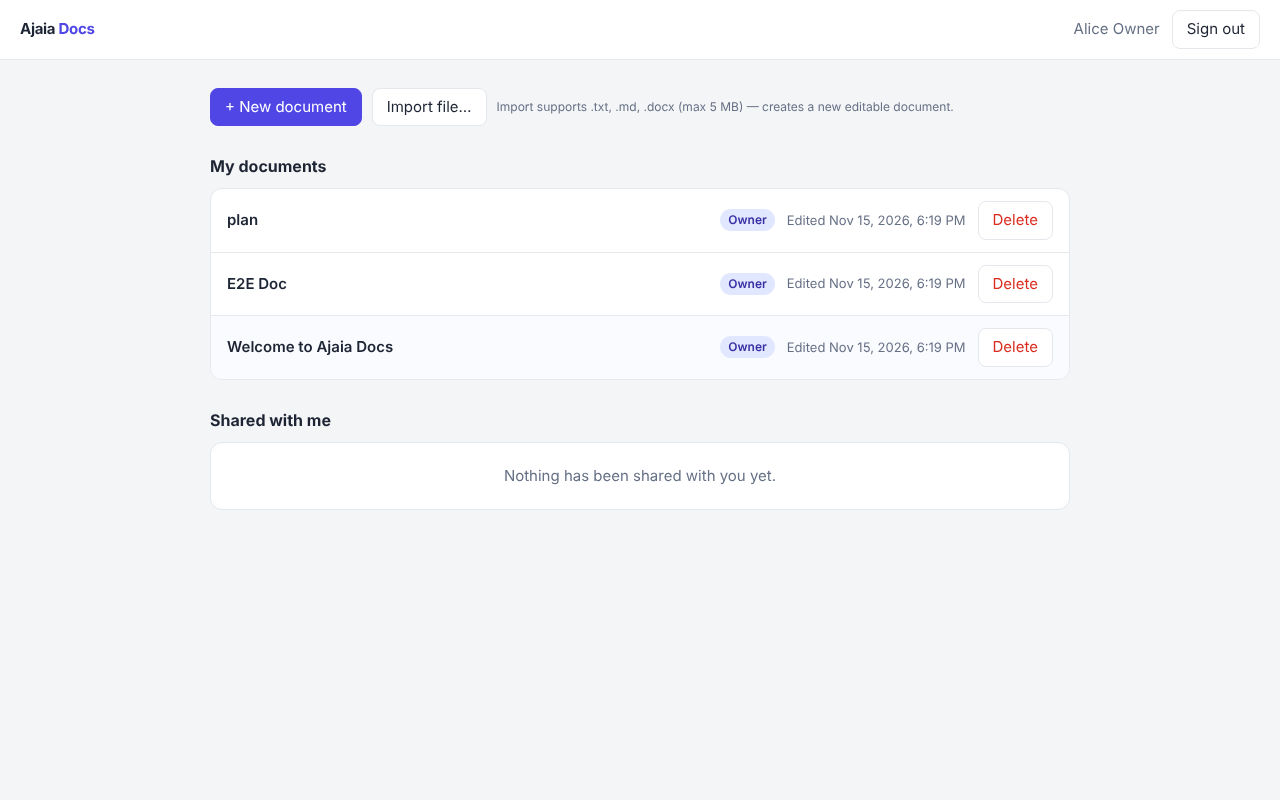 Ajaia Docs
Alice Owner
Sign out
+ New document
Import file...
Import supports .txt, .md, .docx (max 5 MB) — creates a new editable document.
My documents
plan
Owner
Edited Nov 15, 2026, 6:19 PM
Delete
E2E Doc
Owner
Edited Nov 15, 2026, 6:19 PM
Delete
Welcome to Ajaia Docs
Owner
Edited Nov 15, 2026, 6:19 PM
Delete
Shared with me
Nothing has been shared with you yet.